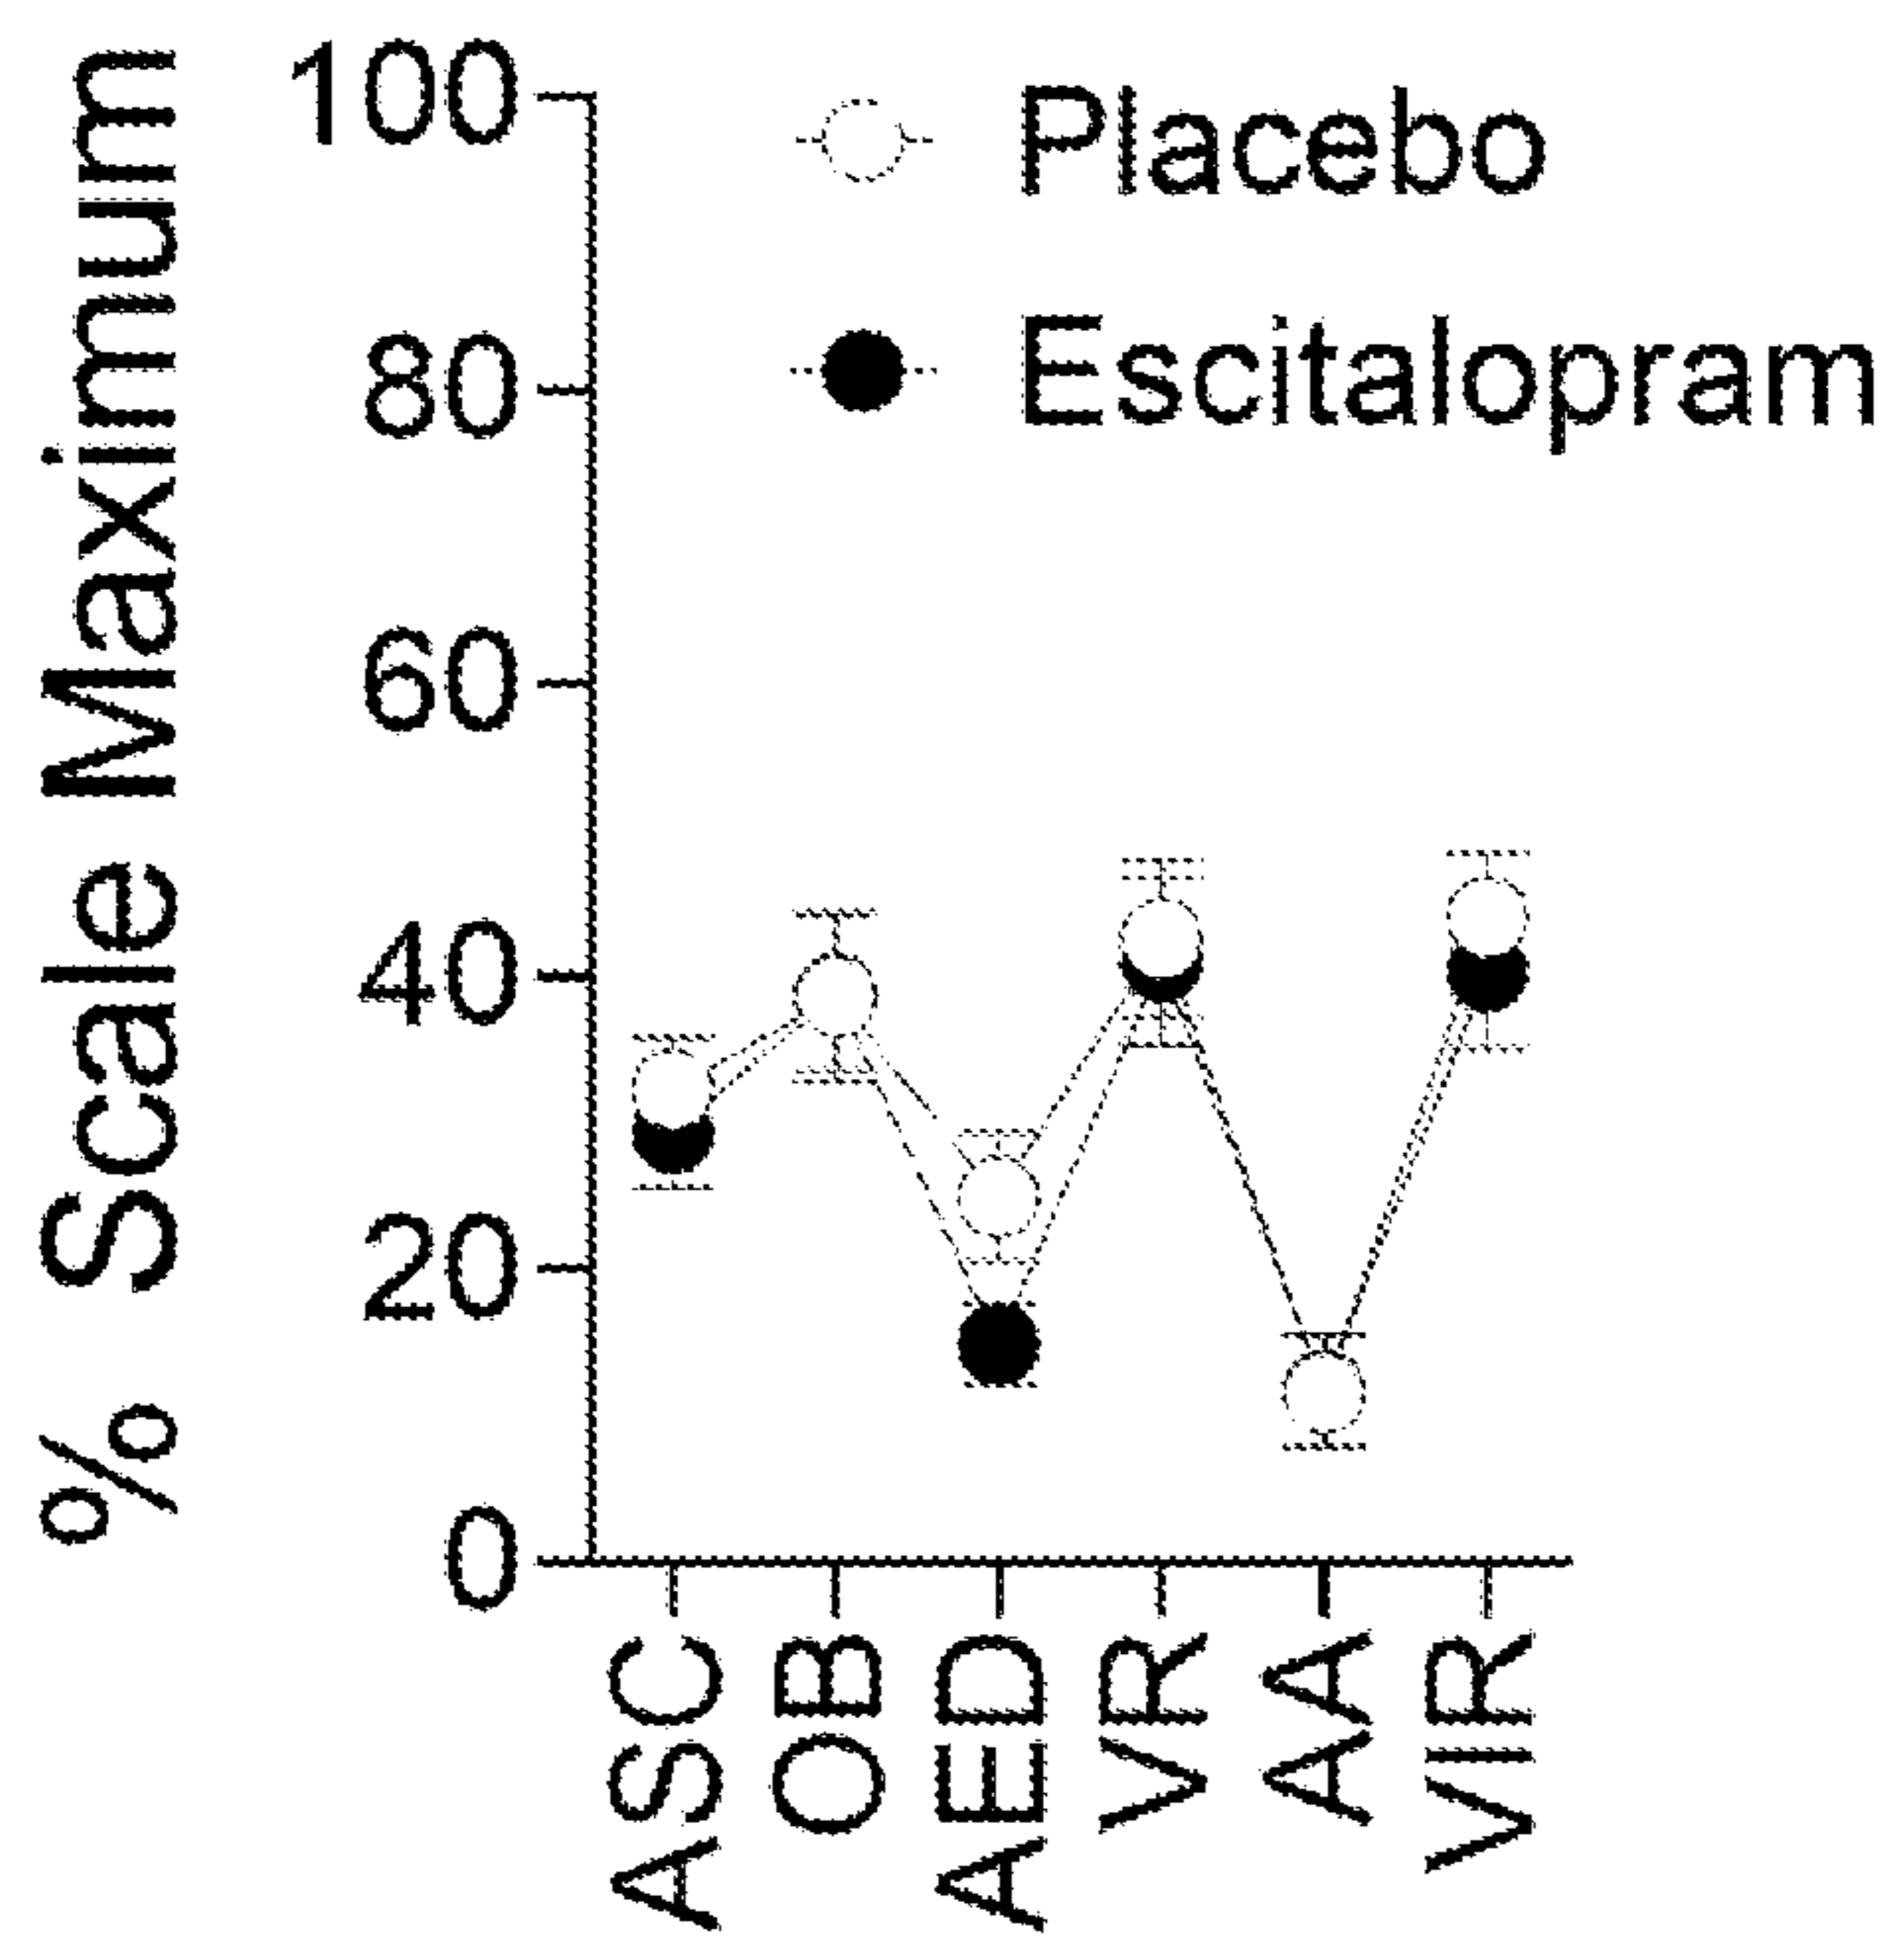 % Scale Maximum
100
80
60
40
20
0
Placebo
Escitalopram
ASC
OB
AED
VR
AA
VIR